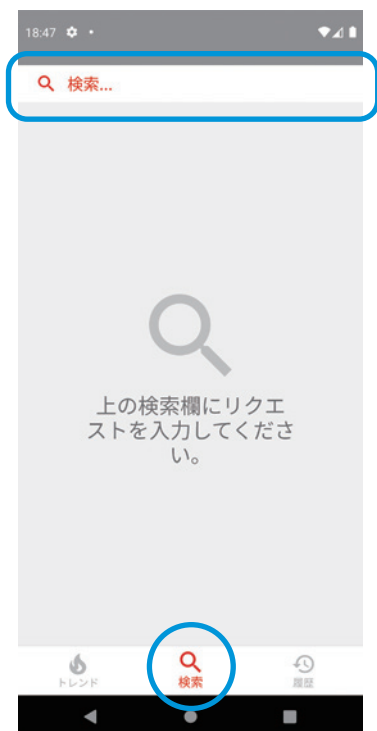 18:47
検索...
上の検索欄にリクエ
ストを入力してくださ
い。
トレンド
検索
履歴